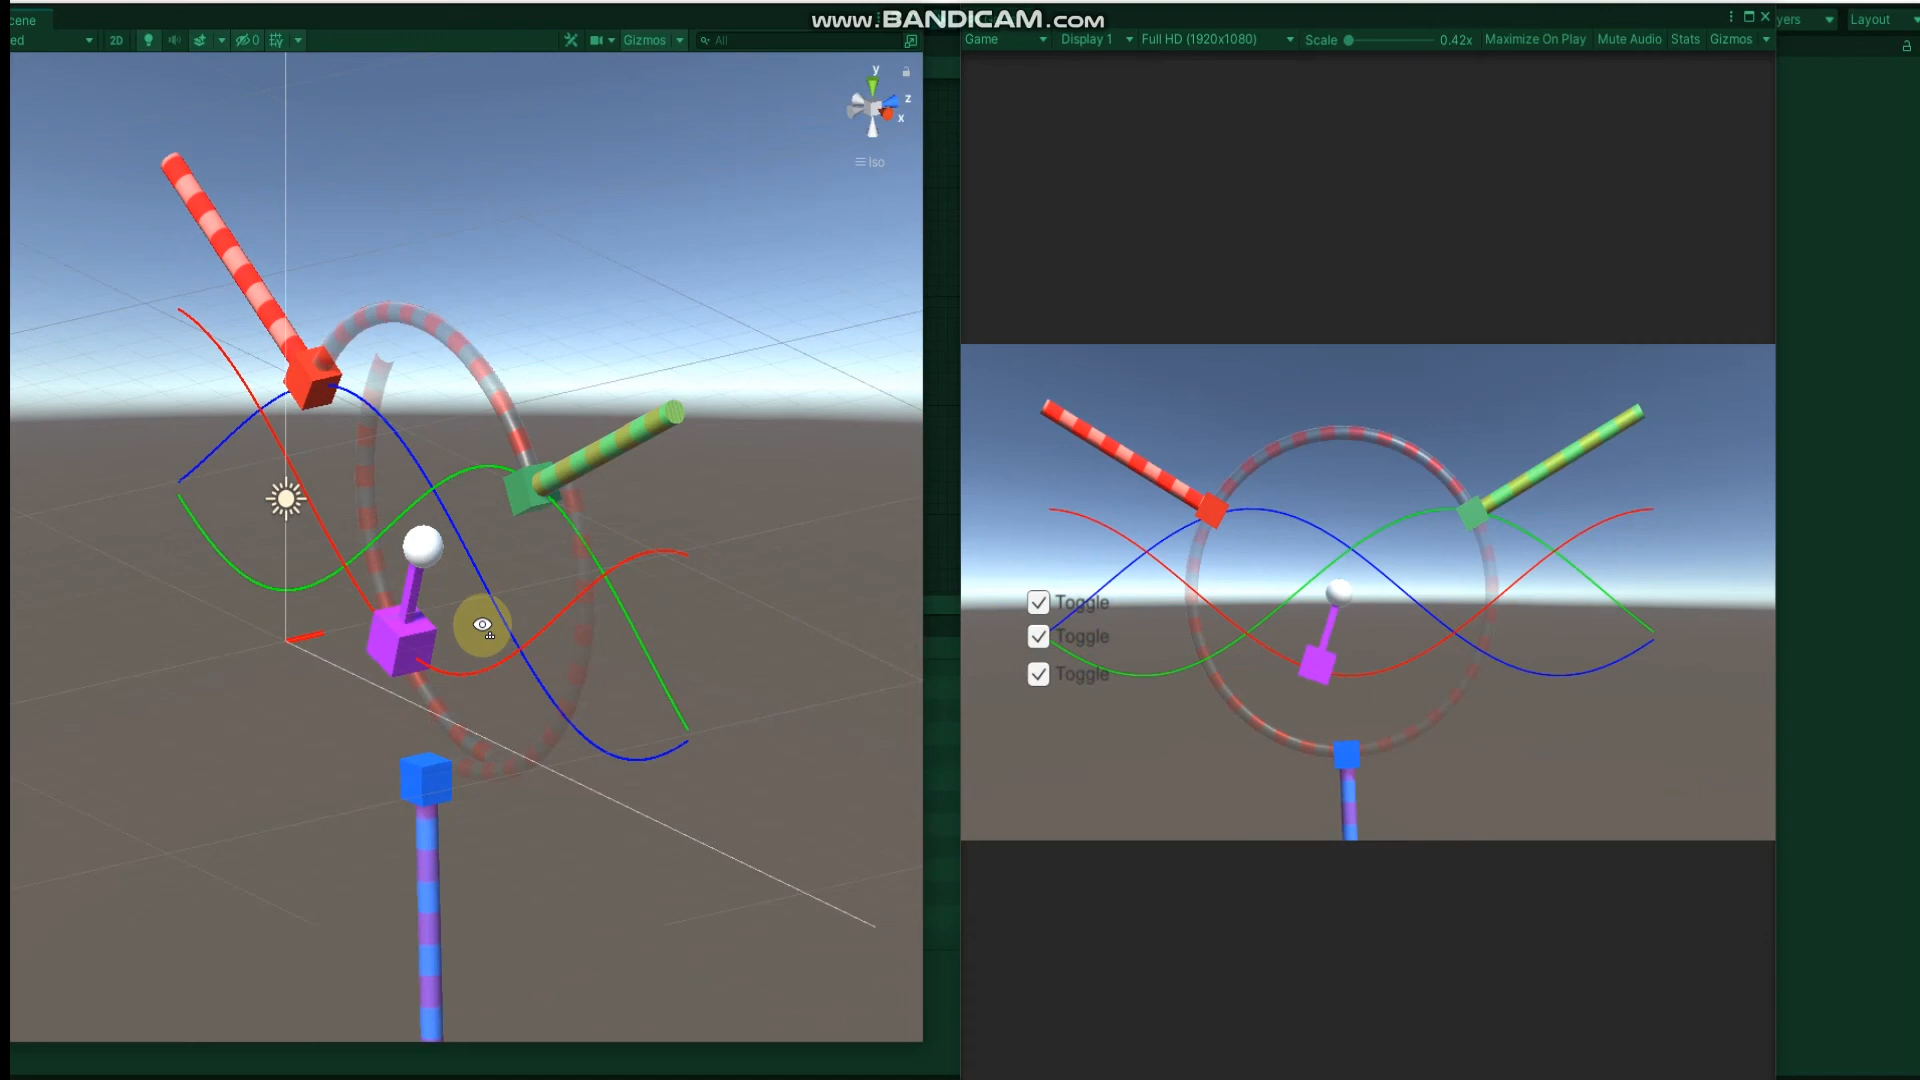 www.BANDICAM.COM
cene
yers
Layout
ed
2D
0
Gizmos
All
Game
Display 1
Full HD (1920x1080)
Scale
0.42x
Maximize On Play
Mute Audio
Stats
Gizmos
y
z
x
Iso
Toggle
Toggle
Toggle